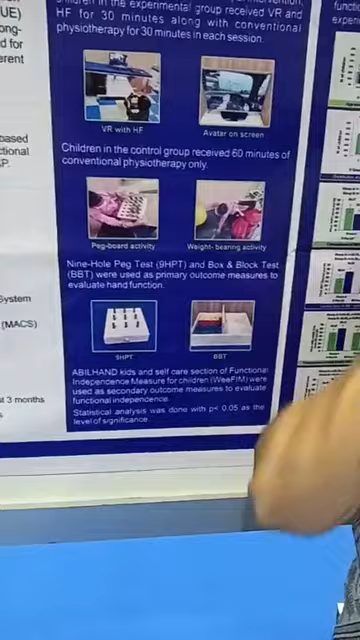 UE)
ong-
d for
erent
based
ctional
P.
System
(MACS)
st 3 months
children in the experimental group received VR and
HF for 30 minutes along with conventional
physiotherapy for 30 minutes in each session.
VR with HF
Avatar on screen
Children in the control group received 60 minutes of
conventional physiotherapy only.
Peg-board activity
Weight- bearing activity
Nine-Hole Peg Test (9HPT) and Box & Block Test
(BBT) were used as primary outcome measures to
evaluate hand function.
9HPT
BBT
ABILHAND kids and self care section of Functional
Independence Measure for children (WeeFIM) were
used as secondary outcome measures to evaluate
functional independence.
Statistical analysis was done with p< 0.05 as the
level of significance.
functi
experim